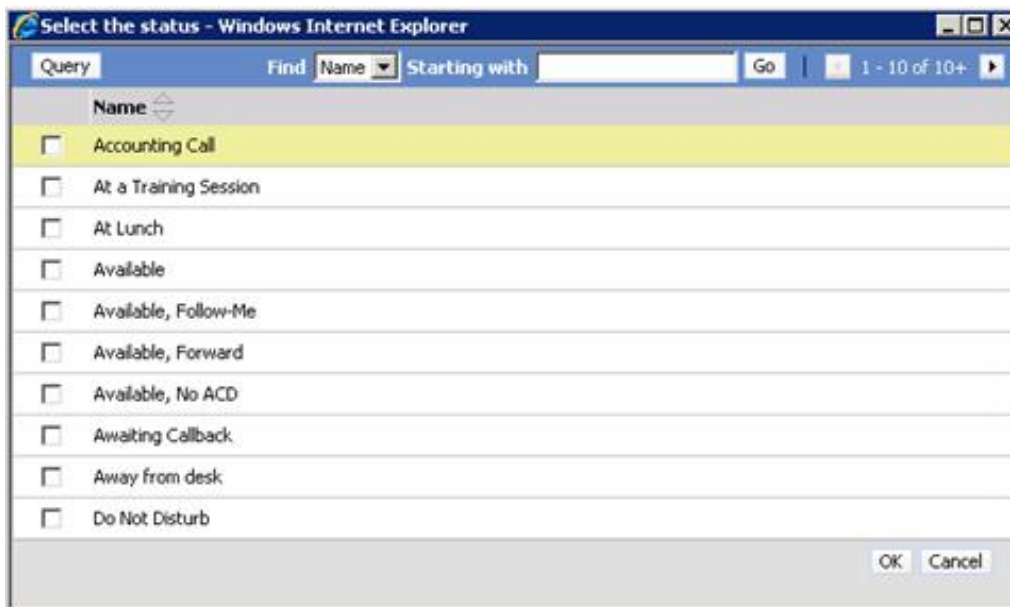 Select the status - Windows Internet Explorer
Query Find Name Starting with Go 1 - 10 of 10+
Name
Accounting Call
At a Training Session
At Lunch
Available
Available, Follow-Me
Available, Forward
Available, No ACD
Awaiting Callback
Away from desk
Do Not Disturb
OK Cancel